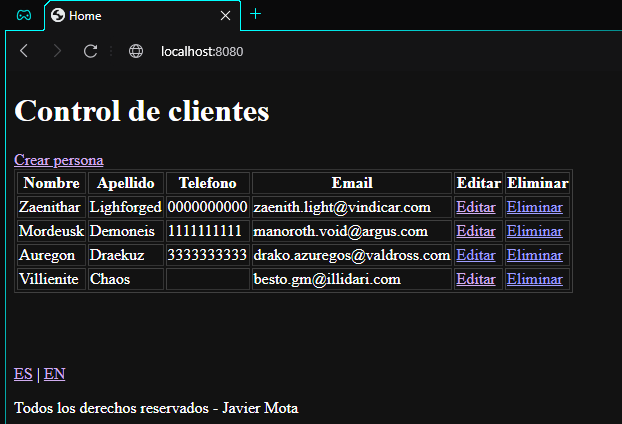 Home
localhost:8080
Control de clientes
Crear persona
Nombre Apellido Telefono Email Editar Eliminar
Zaenithar Lighforged 0000000000 zaenith.light@vindicar.com Editar Eliminar
Mordeusk Demoneis 1111111111 manoroth.void@argus.com Editar Eliminar
Auregon Draekuz 3333333333 drako.azuregos@valdross.com Editar Eliminar
Villienite Chaos besto.gm@illidari.com Editar Eliminar
ES | EN
Todos los derechos reservados - Javier Mota